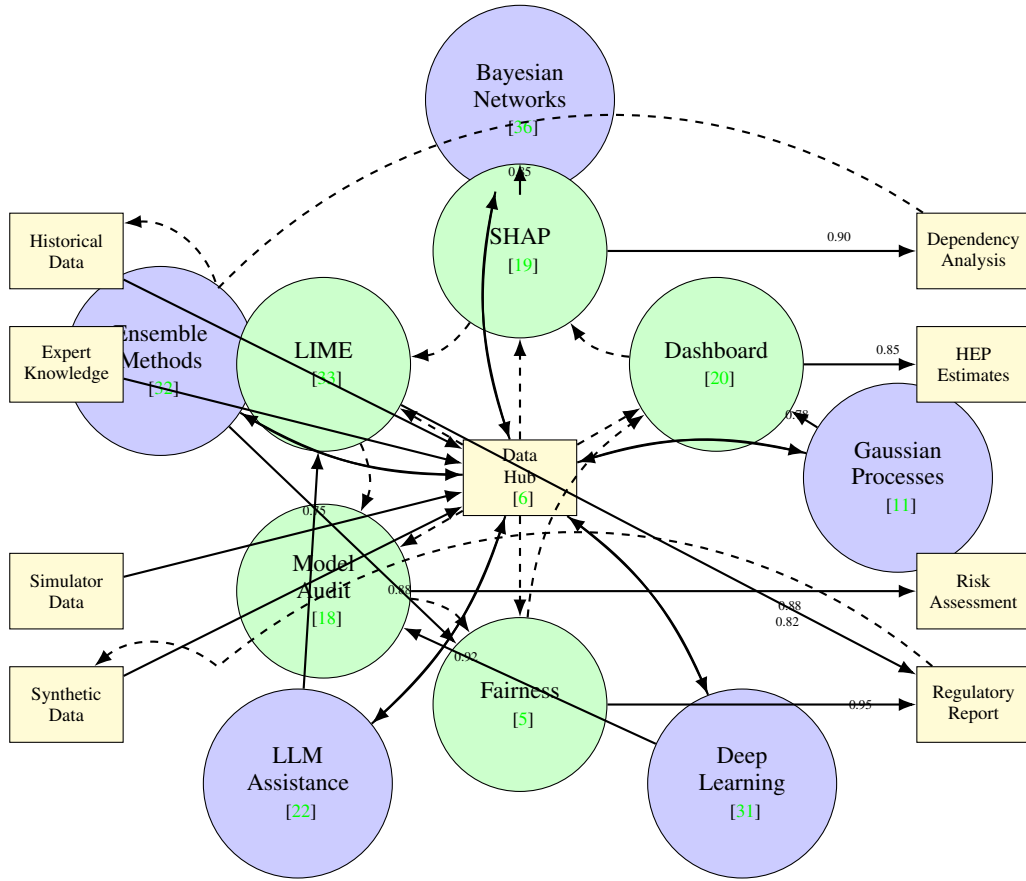 Bayesian
Networks
[36]
0.85
SHAP
[19]
0.90
Historical
Data
Dependency
Analysis
Ensemble
Methods
[32]
Expert
Knowledge
LIME
[33]
Dashboard
[20]
0.85
HEP
Estimates
0.78
Gaussian
Processes
[11]
Data
Hub
[6]
0.75
Model
Audit
[18]
0.88
Simulator
Data
Risk
Assessment
0.88
0.82
0.92
Synthetic
Data
Fairness
[5]
0.95
Regulatory
Report
LLM
Assistance
[22]
Deep
Learning
[31]